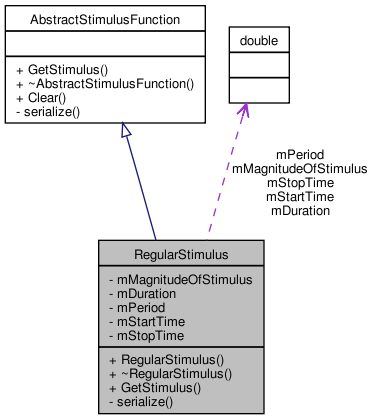 AbstractStimulusFunction
+ GetStimulus()
+ ~AbstractStimulusFunction()
+ Clear()
- serialize()
double
mPeriod
mMagnitudeOfStimulus
mStopTime
mStartTime
mDuration
RegularStimulus
- mMagnitudeOfStimulus
- mDuration
- mPeriod
- mStartTime
- mStopTime
+ RegularStimulus()
+ ~RegularStimulus()
+ GetStimulus()
- serialize()